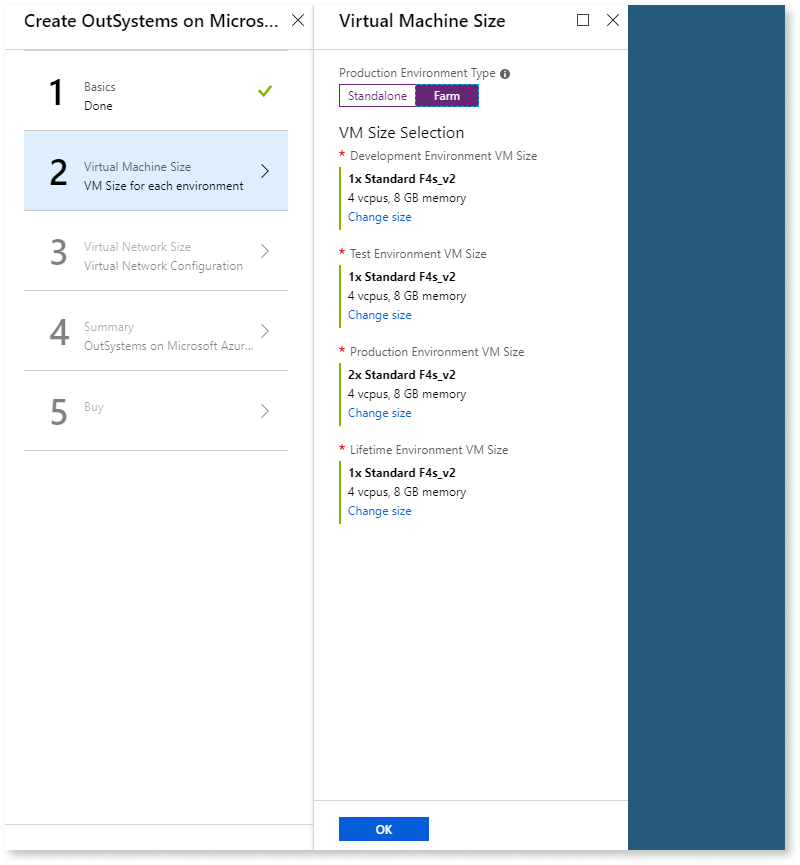 Create OutSystems on Micros...
1
Basics
Done
2
Virtual Machine Size
VM Size for each environment
3
Virtual Network Size
Virtual Network Configuration
4
Summary
OutSystems on Microsoft Azur...
5
Buy
Virtual Machine Size
Production Environment Type
Standalone
Farm
VM Size Selection
* Development Environment VM Size
1x Standard F4s_v2
4 vcpus, 8 GB memory
Change size
* Test Environment VM Size
1x Standard F4s_v2
4 vcpus, 8 GB memory
Change size
* Production Environment VM Size
2x Standard F4s_v2
4 vcpus, 8 GB memory
Change size
* Lifetime Environment VM Size
1x Standard F4s_v2
4 vcpus, 8 GB memory
Change size
OK